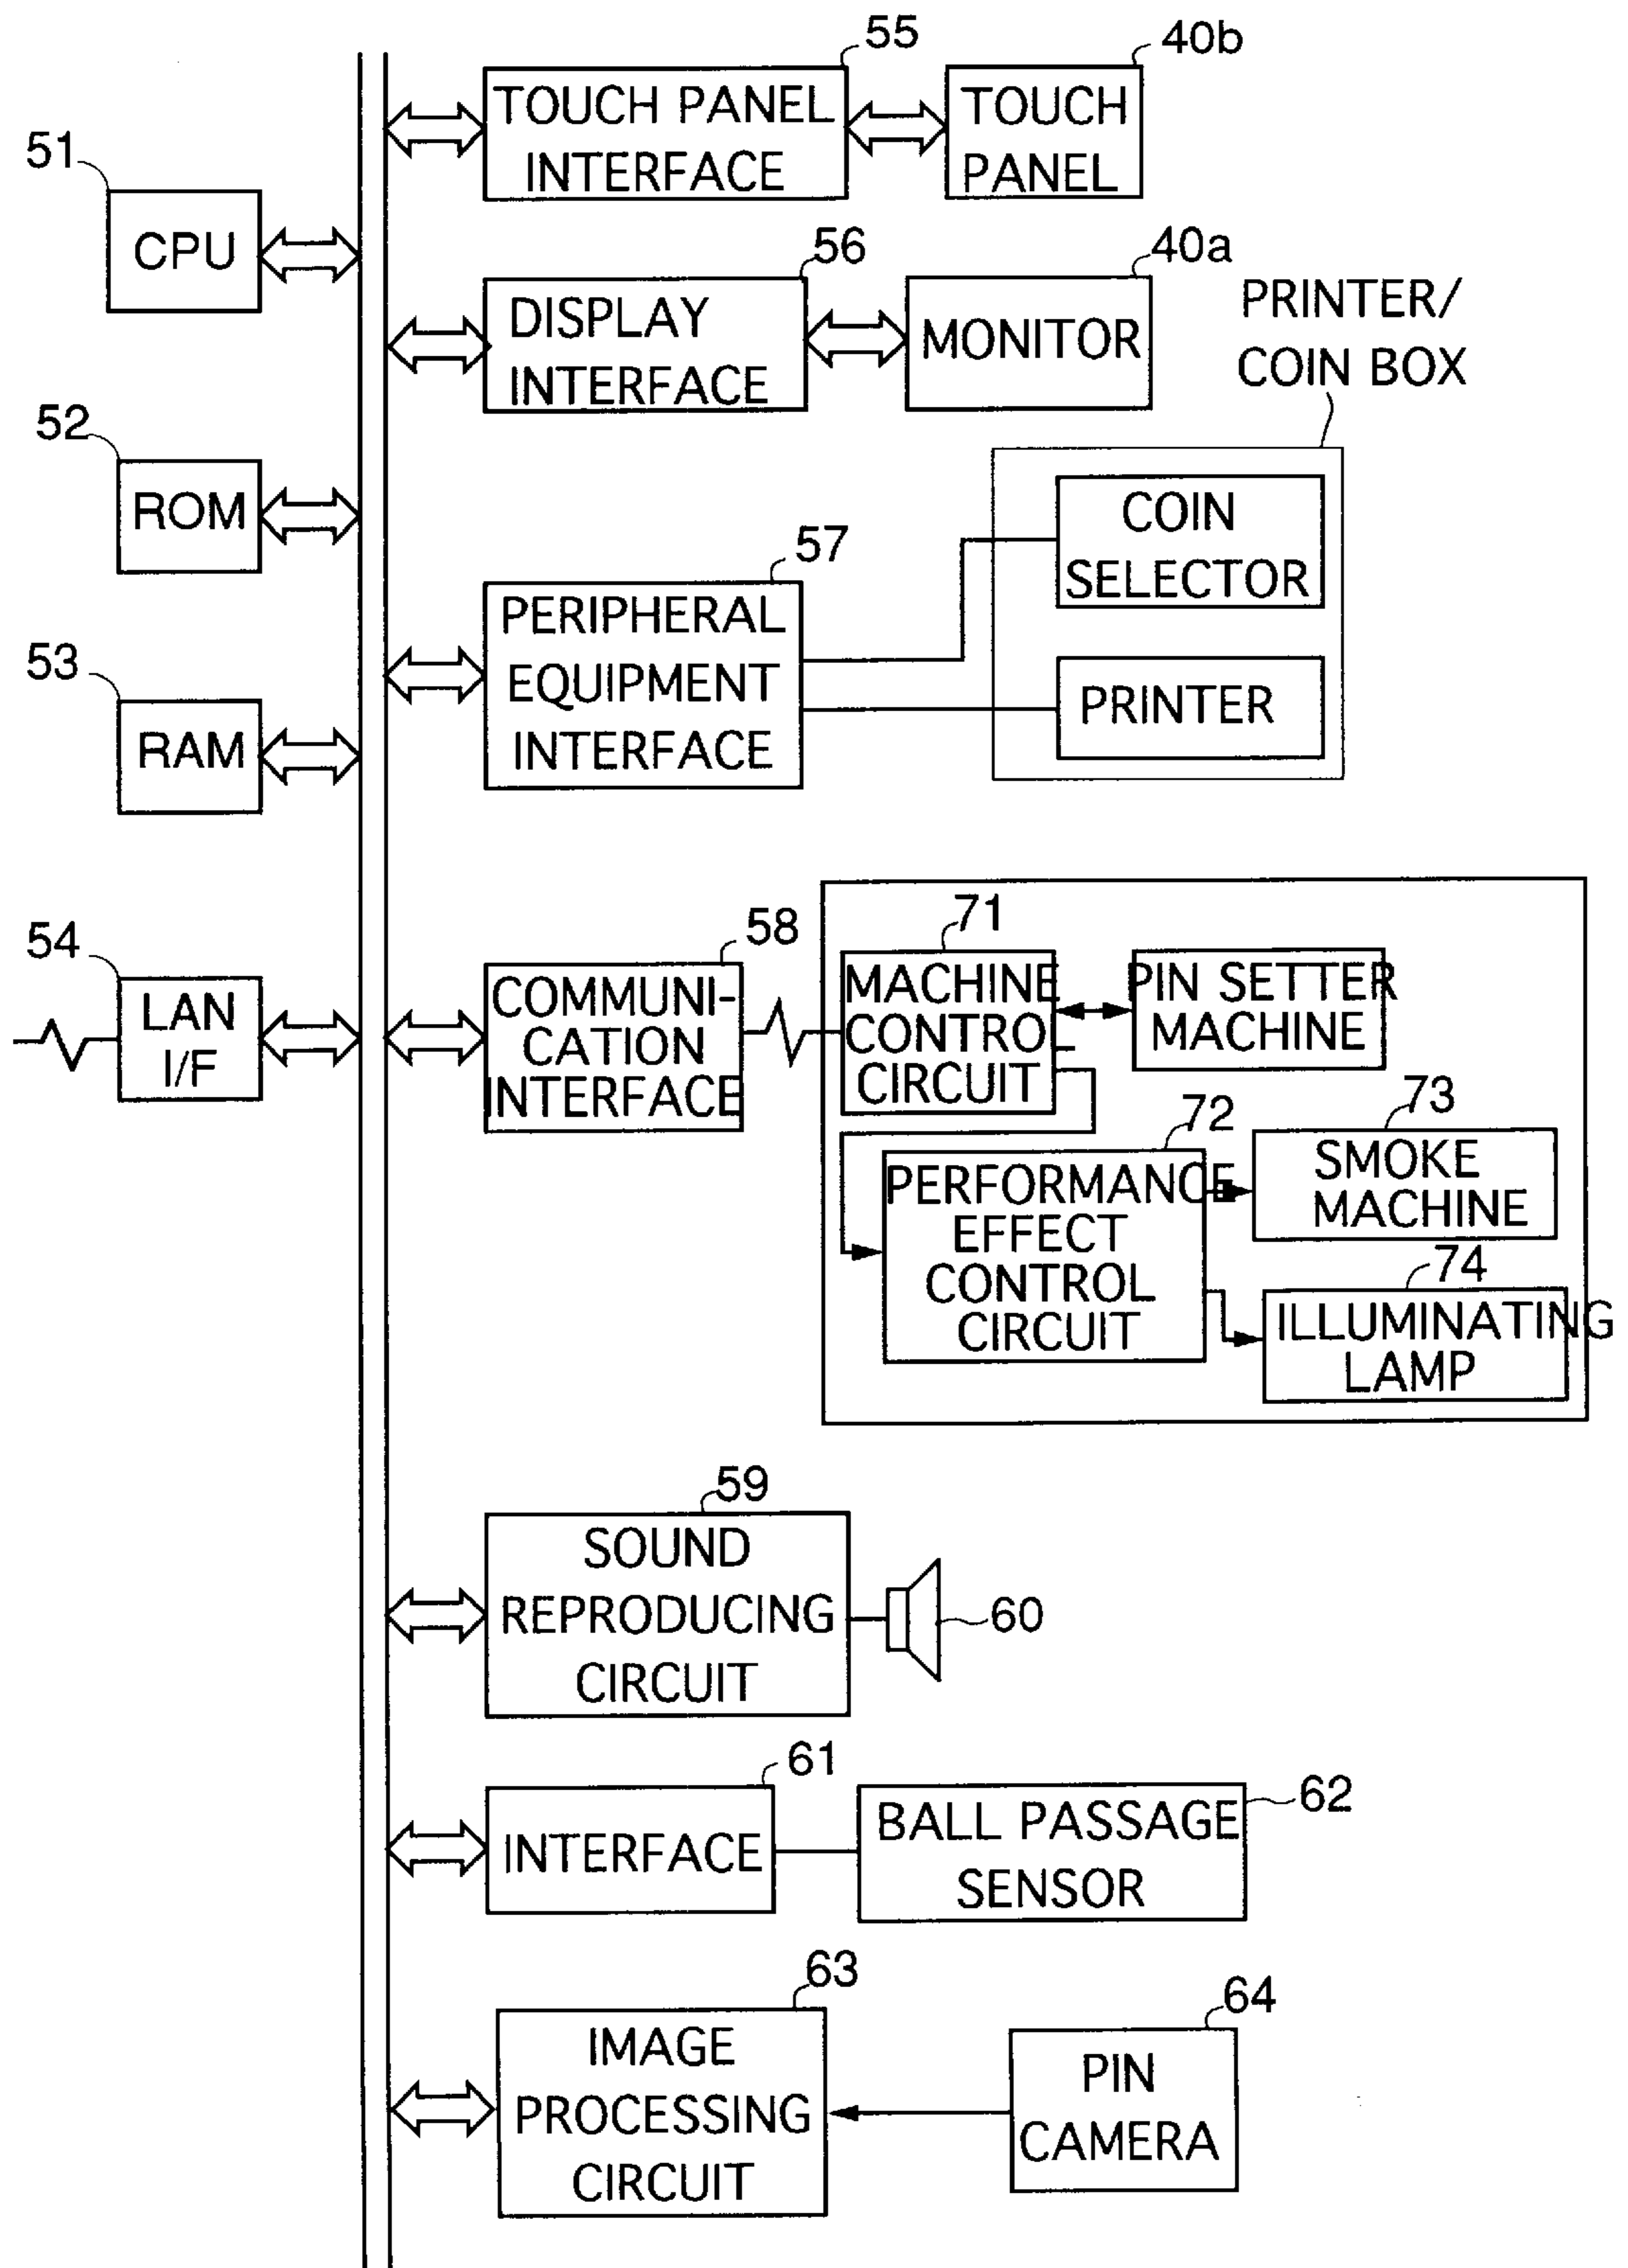 55
TOUCH PANEL
INTERFACE
40b
TOUCH
PANEL
51
CPU
56
DISPLAY
INTERFACE
40a
MONITOR
PRINTER/
COIN BOX
52
ROM
57
PERIPHERAL
EQUIPMENT
INTERFACE
COIN
SELECTOR
PRINTER
53
RAM
54
LAN
I/F
58
COMMUNI-
CATION
INTERFACE
71
MACHINE
CONTROL
CIRCUIT
PIN SETTER
MACHINE
72
PERFORMANCE
EFFECT
CONTROL
CIRCUIT
73
SMOKE
MACHINE
74
ILLUMINATING
LAMP
59
SOUND
REPRODUCING
CIRCUIT
60
61
INTERFACE
62
BALL PASSAGE
SENSOR
63
IMAGE
PROCESSING
CIRCUIT
64
PIN
CAMERA